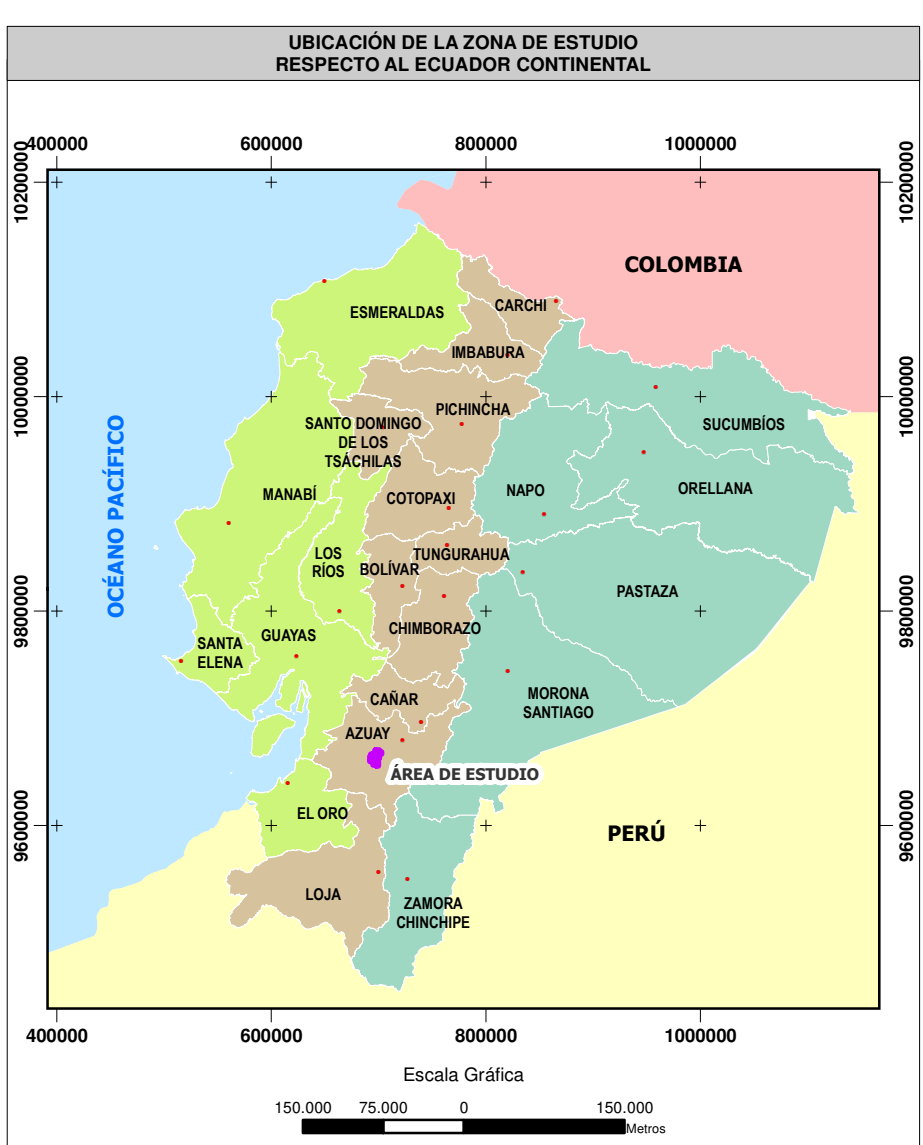 UBICACIÓN DE LA ZONA DE ESTUDIO
RESPECTO AL ECUADOR CONTINENTAL
400000 600000 800000 1000000
10200000 10200000
COLOMBIA
CARCHI
ESMERALDAS
IMBABURA
10000000 10000000
PICHINCHA
SANTO DOMINGO
DE LOS
TSÁCHILAS
SUCUMBÍOS
OCÉANO PACÍFICO
MANABÍ
COTOPAXI
NAPO
ORELLANA
LOS
RÍOS
TUNGURAHUA
BOLÍVAR
PASTAZA
9800000 9800000
GUAYAS
CHIMBORAZO
SANTA
ELENA
CAÑAR
MORONA
SANTIAGO
AZUAY
ÁREA DE ESTUDIO
EL ORO
9600000 9600000
PERÚ
LOJA
ZAMORA
CHINCHIPE
400000 600000 800000 1000000
Escala Gráfica
150.000 75.000 0 150.000
Metros